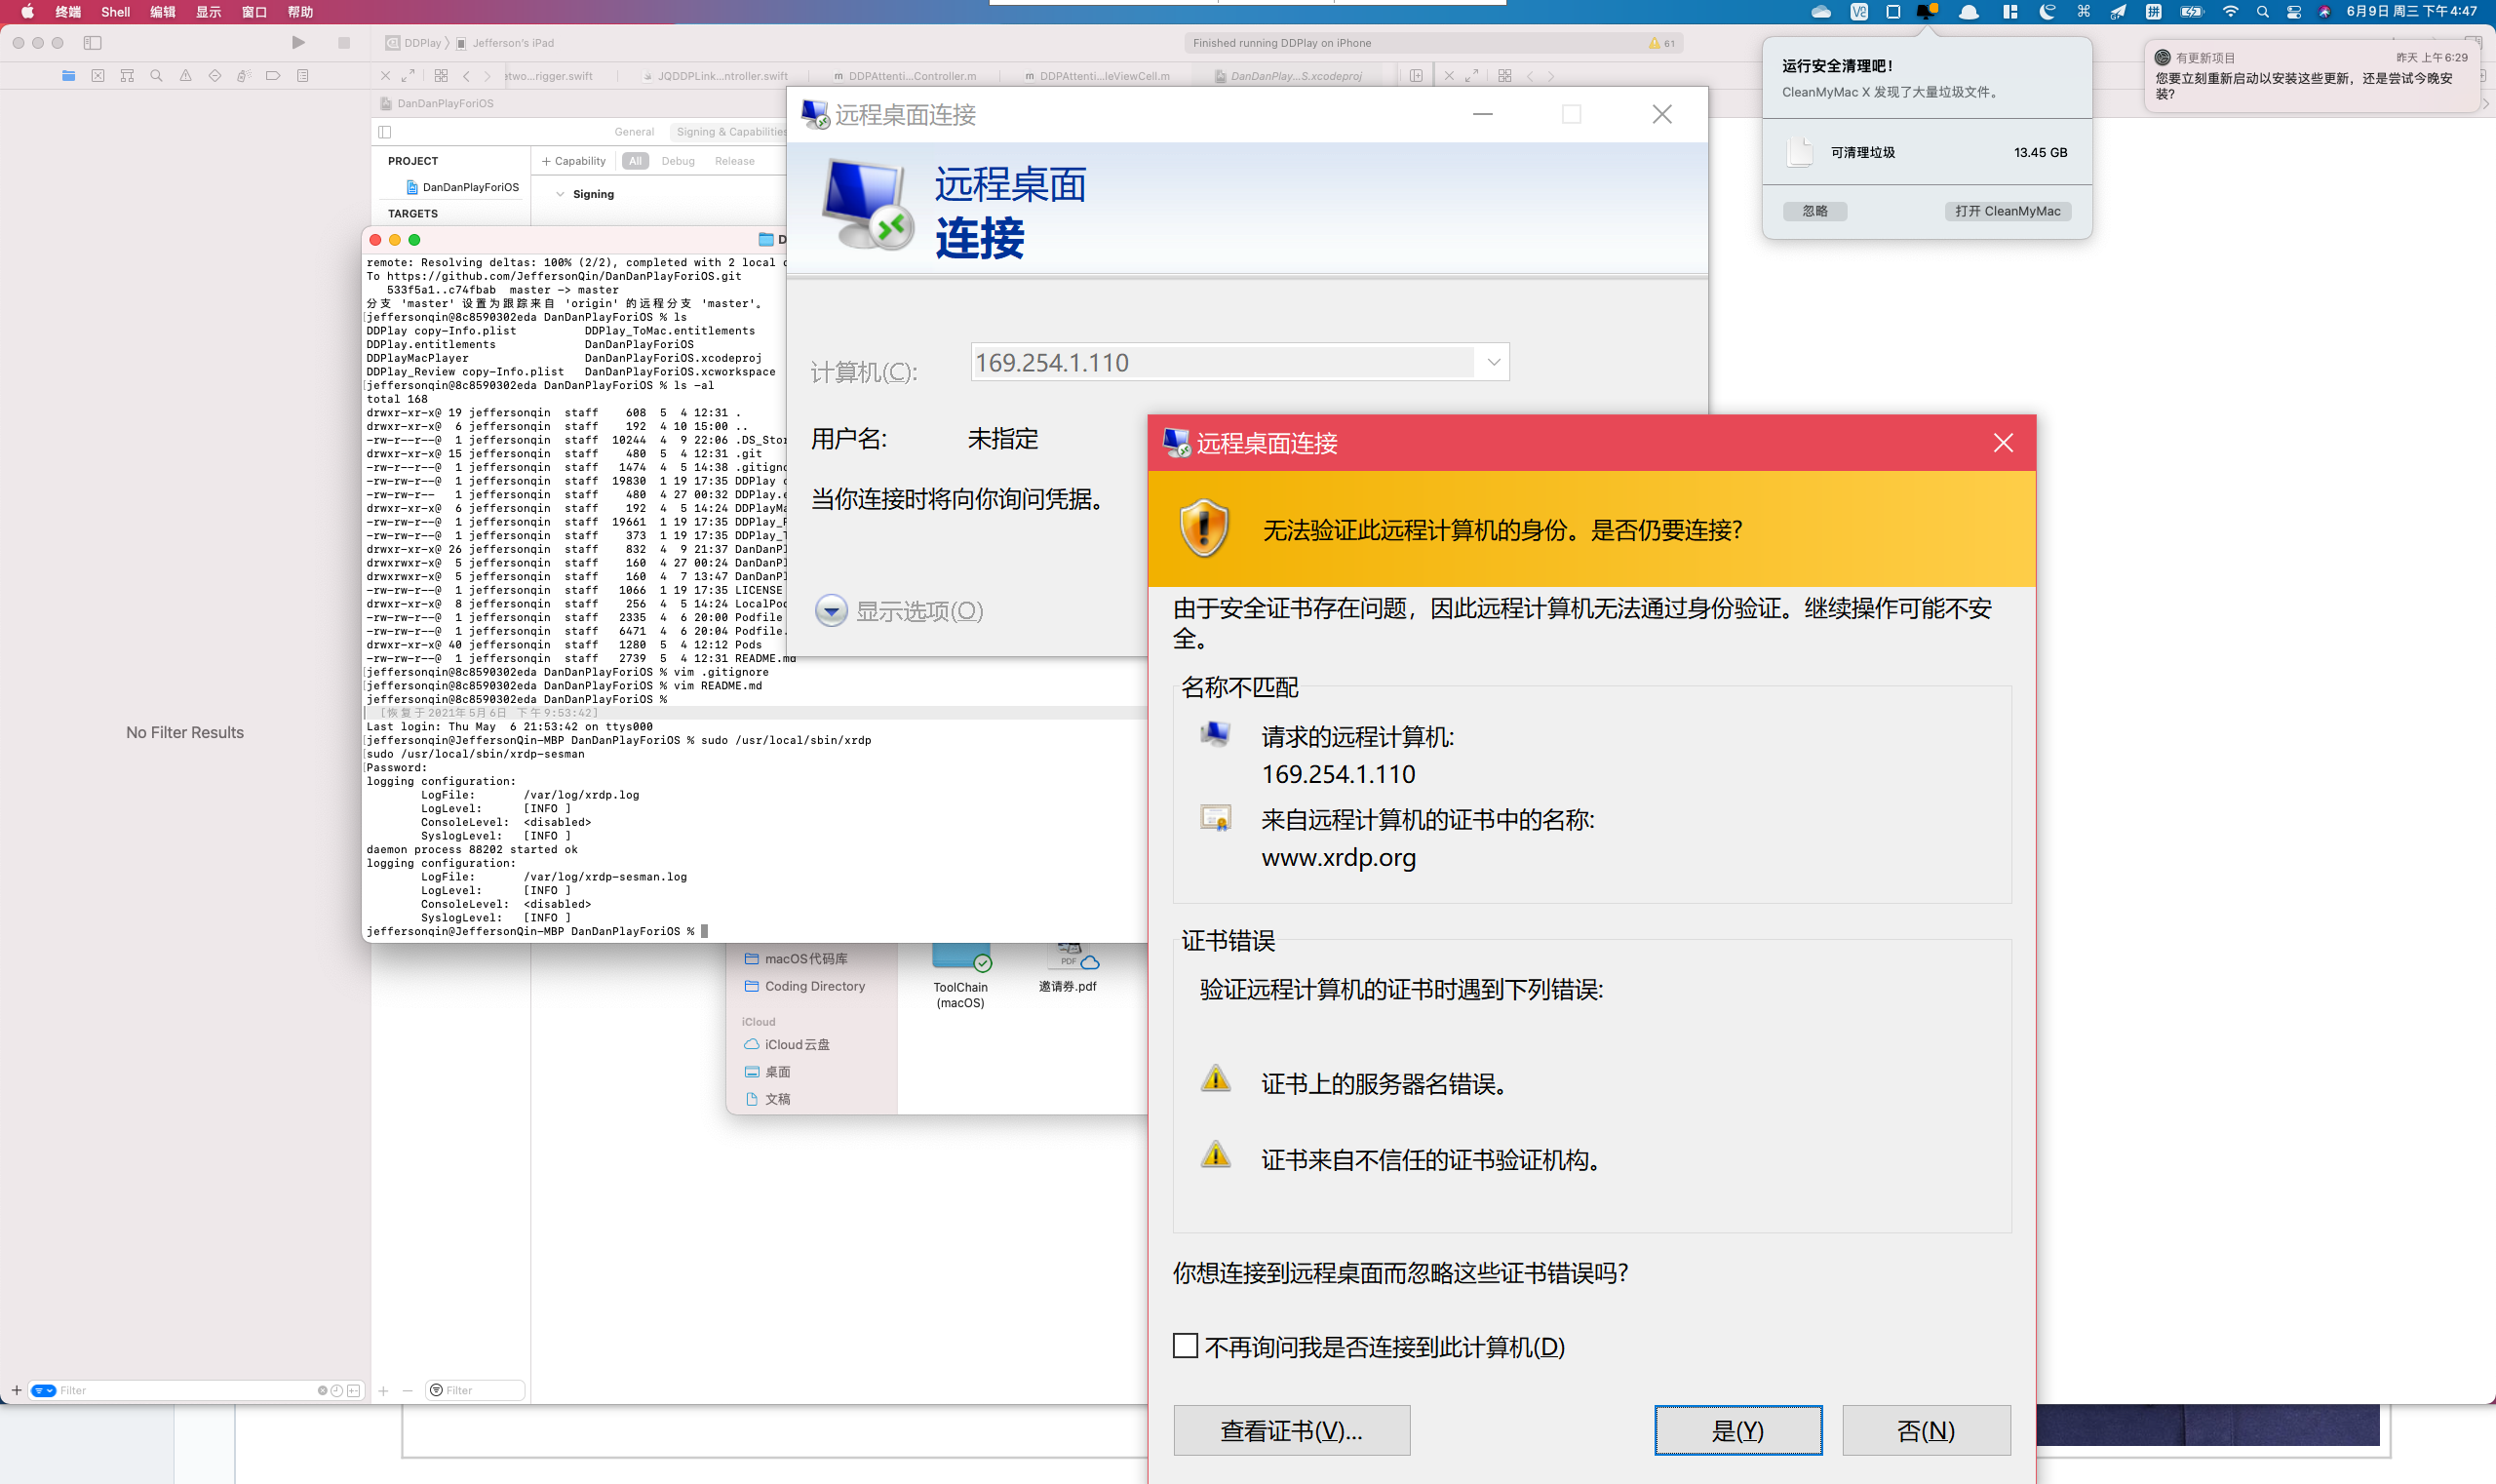 终端 Shell 编辑 显示 窗口 帮助
6月9日 周三 下午4:47
DDPlay 〉 Jefferson's iPad
Finished running DDPlay on iPhone
61
etwo...rigger.swift
JQDDPLink...ntroller.swift
m DDPAttenti...Controller.m
m DDPAttenti...leViewCell.m
DanDanPlay...S.xcodeproj
DanDanPlayForiOS
General
Signing & Capabilities
PROJECT
DanDanPlayForiOS
TARGETS
+ Capability
All
Debug
Release
Signing
No Filter Results
Filter
Filter
运行安全清理吧！
CleanMyMac X 发现了大量垃圾文件。
可清理垃圾
13.45 GB
忽略
打开 CleanMyMac
有更新项目
昨天 上午6:29
您要立刻重新启动以安装这些更新，还是尝试今晚安
装？
D
remote: Resolving deltas: 100% (2/2), completed with 2 local o
To https://github.com/JeffersonQin/DanDanPlayForiOS.git
533f5a1..c74fbab  master -> master
分支 'master' 设置为跟踪来自 'origin' 的远程分支 'master'。
[jeffersonqin@8c8590302eda DanDanPlayForiOS % ls
DDPlay copy-Info.plist          DDPlay_ToMac.entitlements
DDPlay.entitlements             DanDanPlayForiOS
DDPlayMacPlayer                 DanDanPlayForiOS.xcodeproj
DDPlay_Review copy-Info.plist   DanDanPlayForiOS.xcworkspace
[jeffersonqin@8c8590302eda DanDanPlayForiOS % ls -al
total 168
drwxr-xr-x@ 19 jeffersonqin  staff    608  5  4 12:31 .
drwxr-xr-x@  6 jeffersonqin  staff    192  4 10 15:00 ..
-rw-r--r--@  1 jeffersonqin  staff  10244  4  9 22:06 .DS_Stor
drwxr-xr-x@ 15 jeffersonqin  staff    480  5  4 12:31 .git
-rw-r--r--@  1 jeffersonqin  staff   1474  4  5 14:38 .gitigno
-rw-rw-r--@  1 jeffersonqin  staff  19830  1 19 17:35 DDPlay c
-rw-rw-r--   1 jeffersonqin  staff    480  4 27 00:32 DDPlay.e
drwxr-xr-x@  6 jeffersonqin  staff    192  4  5 14:24 DDPlayMa
-rw-rw-r--@  1 jeffersonqin  staff  19661  1 19 17:35 DDPlay_R
-rw-rw-r--@  1 jeffersonqin  staff    373  1 19 17:35 DDPlay_T
drwxr-xr-x@ 26 jeffersonqin  staff    832  4  9 21:37 DanDanPl
drwxrwxr-x@  5 jeffersonqin  staff    160  4 27 00:24 DanDanPl
drwxrwxr-x@  5 jeffersonqin  staff    160  4  7 13:47 DanDanPl
-rw-rw-r--@  1 jeffersonqin  staff   1066  1 19 17:35 LICENSE
drwxr-xr-x@  8 jeffersonqin  staff    256  4  5 14:24 LocalPod
-rw-rw-r--@  1 jeffersonqin  staff   2335  4  6 20:00 Podfile
-rw-rw-r--@  1 jeffersonqin  staff   6471  4  6 20:04 Podfile.
drwxr-xr-x@ 40 jeffersonqin  staff   1280  5  4 12:12 Pods
-rw-rw-r--@  1 jeffersonqin  staff   2739  5  4 12:31 README.md
[jeffersonqin@8c8590302eda DanDanPlayForiOS % vim .gitignore
[jeffersonqin@8c8590302eda DanDanPlayForiOS % vim README.md
jeffersonqin@8c8590302eda DanDanPlayForiOS %
[恢复于2021年5月6日 下午9:53:42]
Last login: Thu May  6 21:53:42 on ttys000
[jeffersonqin@JeffersonQin-MBP DanDanPlayForiOS % sudo /usr/local/sbin/xrdp
[sudo /usr/local/sbin/xrdp-sesman
[Password:
logging configuration:
LogFile:       /var/log/xrdp.log
LogLevel:      [INFO ]
ConsoleLevel:  <disabled>
SyslogLevel:   [INFO ]
daemon process 88202 started ok
logging configuration:
LogFile:       /var/log/xrdp-sesman.log
LogLevel:      [INFO ]
ConsoleLevel:  <disabled>
SyslogLevel:   [INFO ]
jeffersonqin@JeffersonQin-MBP DanDanPlayForiOS %
macOS代码库
Coding Directory
iCloud
iCloud云盘
桌面
文稿
ToolChain
(macOS)
PDF
邀请券.pdf
远程桌面连接
远程桌面
连接
计算机(C):
169.254.1.110
用户名:
未指定
当你连接时将向你询问凭据。
显示选项(O)
远程桌面连接
无法验证此远程计算机的身份。是否仍要连接?
由于安全证书存在问题，因此远程计算机无法通过身份验证。继续操作可能不安
全。
名称不匹配
请求的远程计算机:
169.254.1.110
来自远程计算机的证书中的名称:
www.xrdp.org
证书错误
验证远程计算机的证书时遇到下列错误:
证书上的服务器名错误。
证书来自不信任的证书验证机构。
你想连接到远程桌面而忽略这些证书错误吗?
不再询问我是否连接到此计算机(D)
查看证书(V)...
是(Y)
否(N)